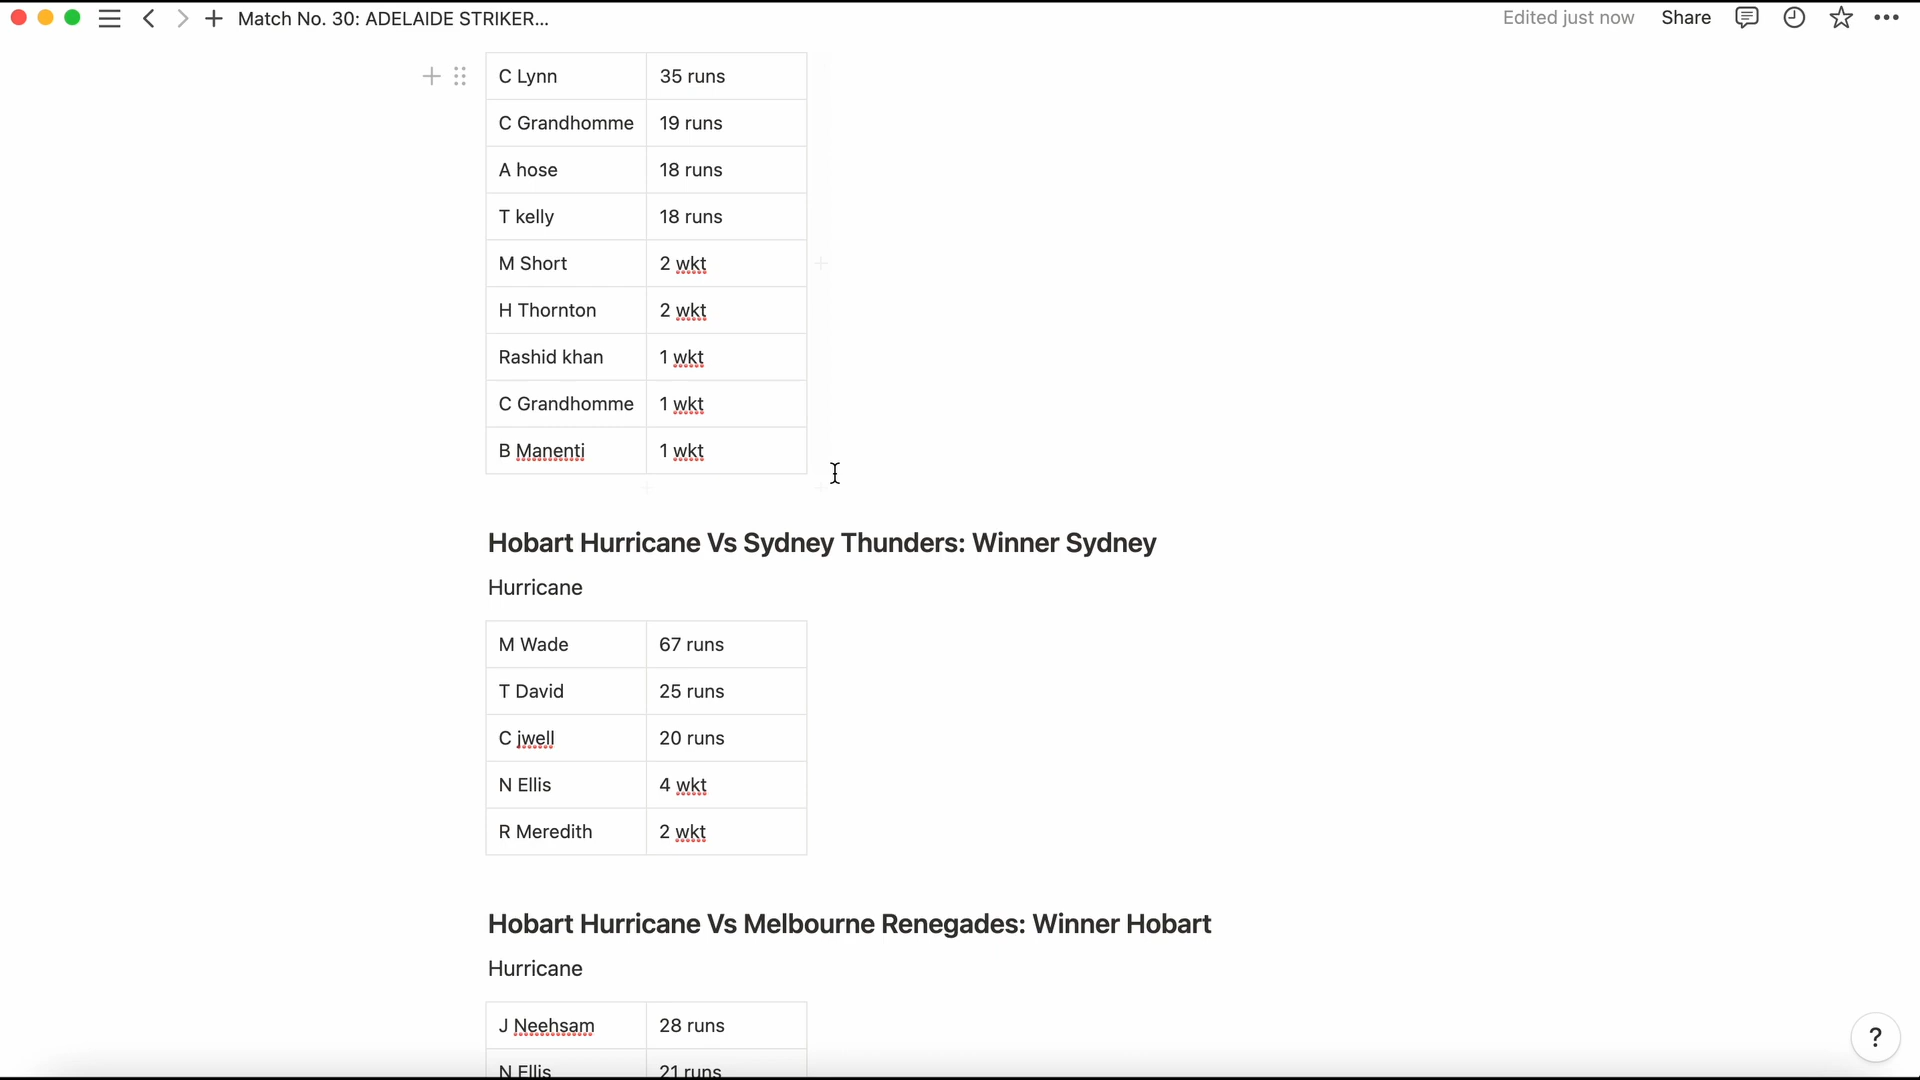 Match No. 30: ADELAIDE STRIKER...
Edited just now Share
C Lynn 35 runs
C Grandhomme 19 runs
A hose 18 runs
T kelly 18 runs
M Short 2 wkt
H Thornton 2 wkt
Rashid khan 1 wkt
C Grandhomme 1 wkt
B Manenti 1 wkt
Hobart Hurricane Vs Sydney Thunders: Winner Sydney
Hurricane
M Wade 67 runs
T David 25 runs
C jwell 20 runs
N Ellis 4 wkt
R Meredith 2 wkt
Hobart Hurricane Vs Melbourne Renegades: Winner Hobart
Hurricane
J Neehsam 28 runs
N Ellis 21 runs
?